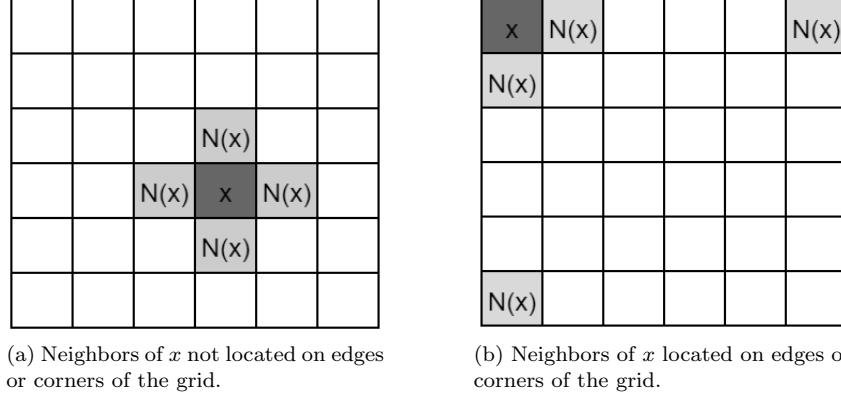 x N(x) N(x)
N(x)
N(x)
N(x) x N(x)
N(x)
N(x)
(a) Neighbors of x not located on edges
or corners of the grid.
(b) Neighbors of x located on edges o
corners of the grid.